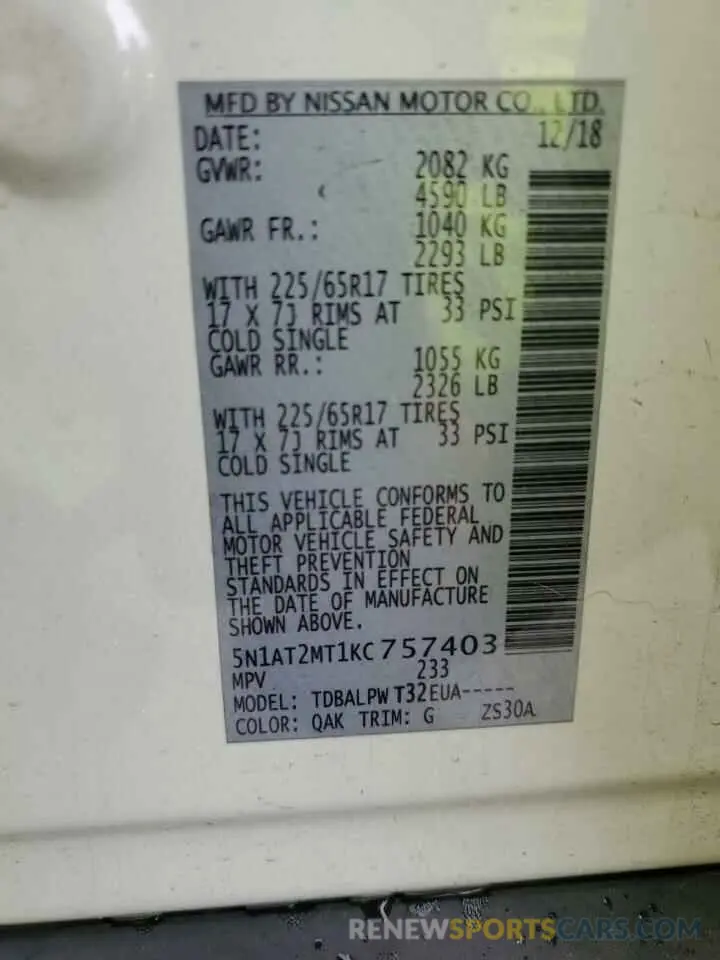 MFD BY NISSAN MOTOR CO., LTD.
DATE: 12/18
GVWR: 2082 KG
4590 LB
GAWR FR.: 1040 KG
2293 LB
WITH 225/65R17 TIRES
17 X 7J RIMS AT 33 PSI
COLD SINGLE
GAWR RR.: 1055 KG
2326 LB
WITH 225/65R17 TIRES
17 X 7J RIMS AT 33 PSI
COLD SINGLE
THIS VEHICLE CONFORMS TO
ALL APPLICABLE FEDERAL
MOTOR VEHICLE SAFETY AND
THEFT PREVENTION
STANDARDS IN EFFECT ON
THE DATE OF MANUFACTURE
SHOWN ABOVE.
5N1AT2MT1KC757403
MPV 233
MODEL: TDBALPWT32EUA-----
COLOR: QAK TRIM: G ZS30A
RENEWSPORTSCARS.COM